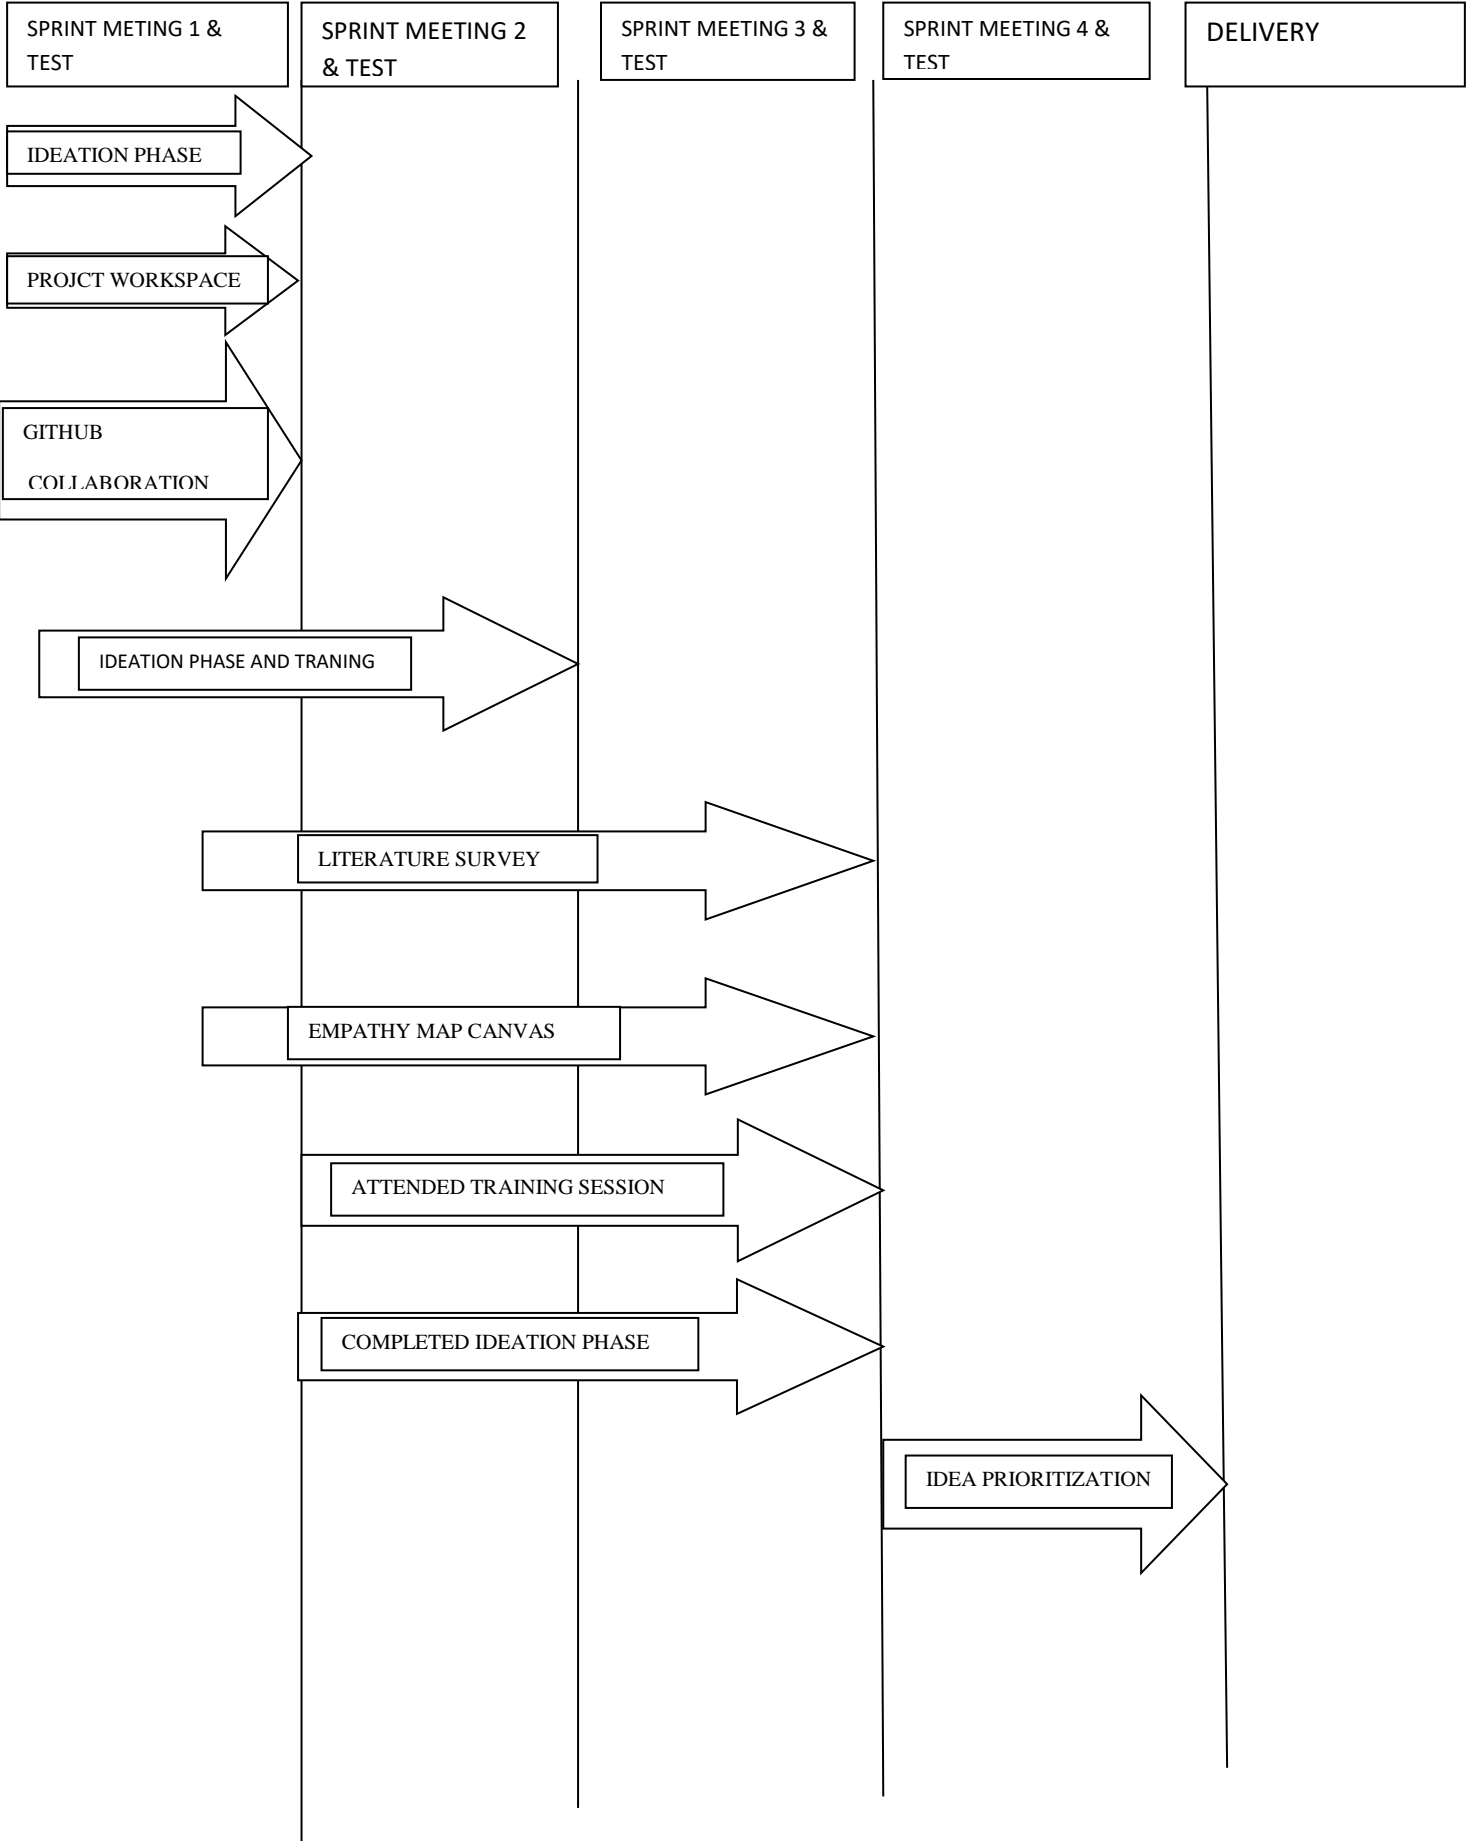 SPRINT METING 1 &
TEST
SPRINT MEETING 2
& TEST
SPRINT MEETING 3 &
TEST
SPRINT MEETING 4 &
TEST
DELIVERY
IDEATION PHASE
PROJCT WORKSPACE
GITHUB
COLLABORATION
IDEATION PHASE AND TRANING
LITERATURE SURVEY
EMPATHY MAP CANVAS
ATTENDED TRAINING SESSION
COMPLETED IDEATION PHASE
IDEA PRIORITIZATION